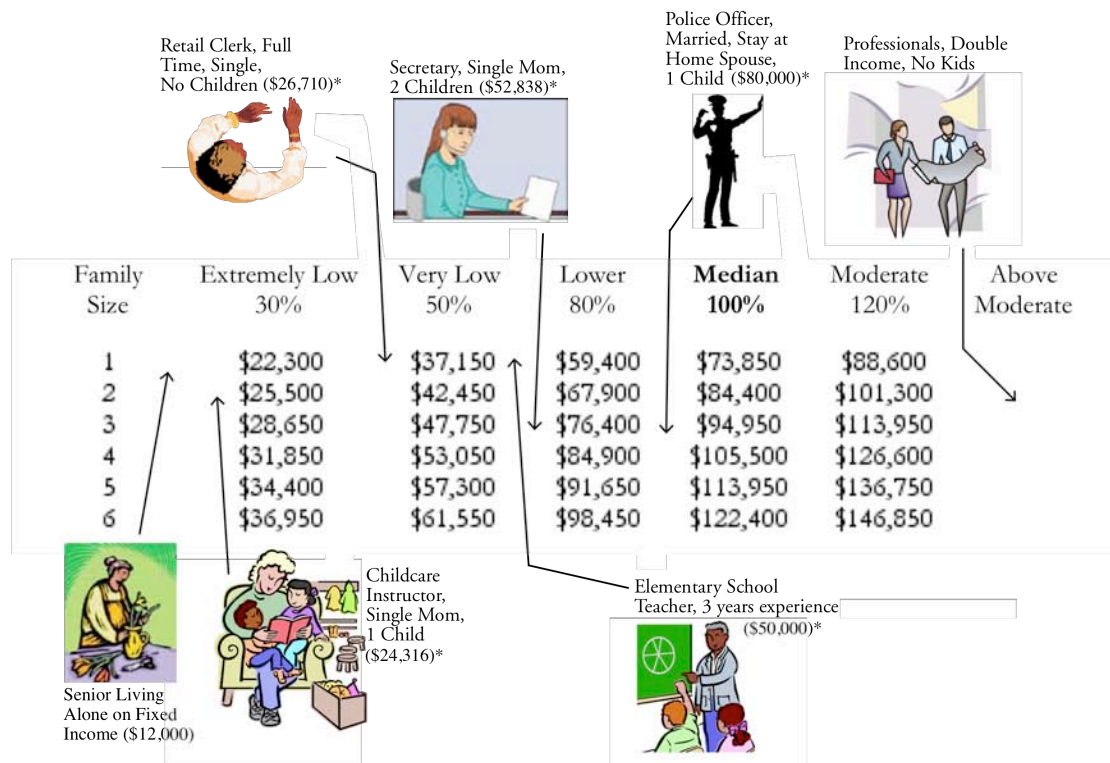 Retail Clerk, Full
Time, Single,
No Children ($26,710)*
Secretary, Single Mom,
2 Children ($52,838)*
Police Officer,
Married, Stay at
Home Spouse,
1 Child ($80,000)*
Professionals, Double
Income, No Kids
Family Size Extremely Low 30% Very Low 50% Lower 80% Median 100% Moderate 120% Above Moderate
1 $22,300 $37,150 $59,400 $73,850 $88,600
2 $25,500 $42,450 $67,900 $84,400 $101,300
3 $28,650 $47,750 $76,400 $94,950 $113,950
4 $31,850 $53,050 $84,900 $105,500 $126,600
5 $34,400 $57,300 $91,650 $113,950 $136,750
6 $36,950 $61,550 $98,450 $122,400 $146,850
Senior Living
Alone on Fixed
Income ($12,000)
Childcare
Instructor,
Single Mom,
1 Child
($24,316)*
Elementary School
Teacher, 3 years experience
($50,000)*